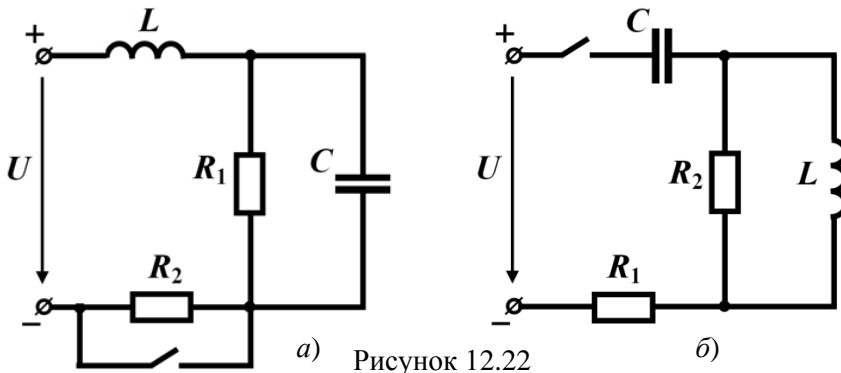 + L
U R₁ C
R₂
−
а)
+ C
U R₂ L
R₁
−
б)
Рисунок 12.22